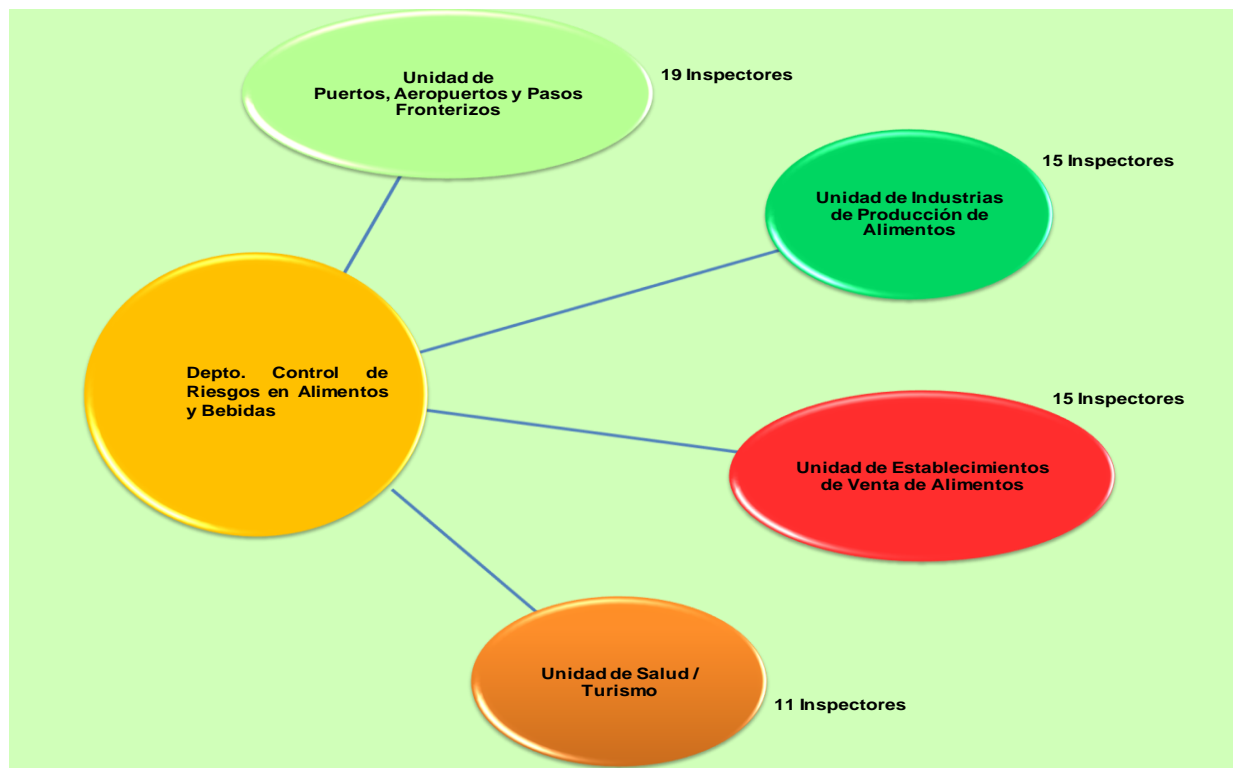 Unidad de
Puertos, Aeropuertos y Pasos
Fronterizos
19 Inspectores
15 Inspectores
Unidad de Industrias
de Producción de
Alimentos
Depto. Control de
Riesgos en Alimentos
y Bebidas
15 Inspectores
Unidad de Establecimientos
de Venta de Alimentos
Unidad de Salud /
Turismo
11 Inspectores